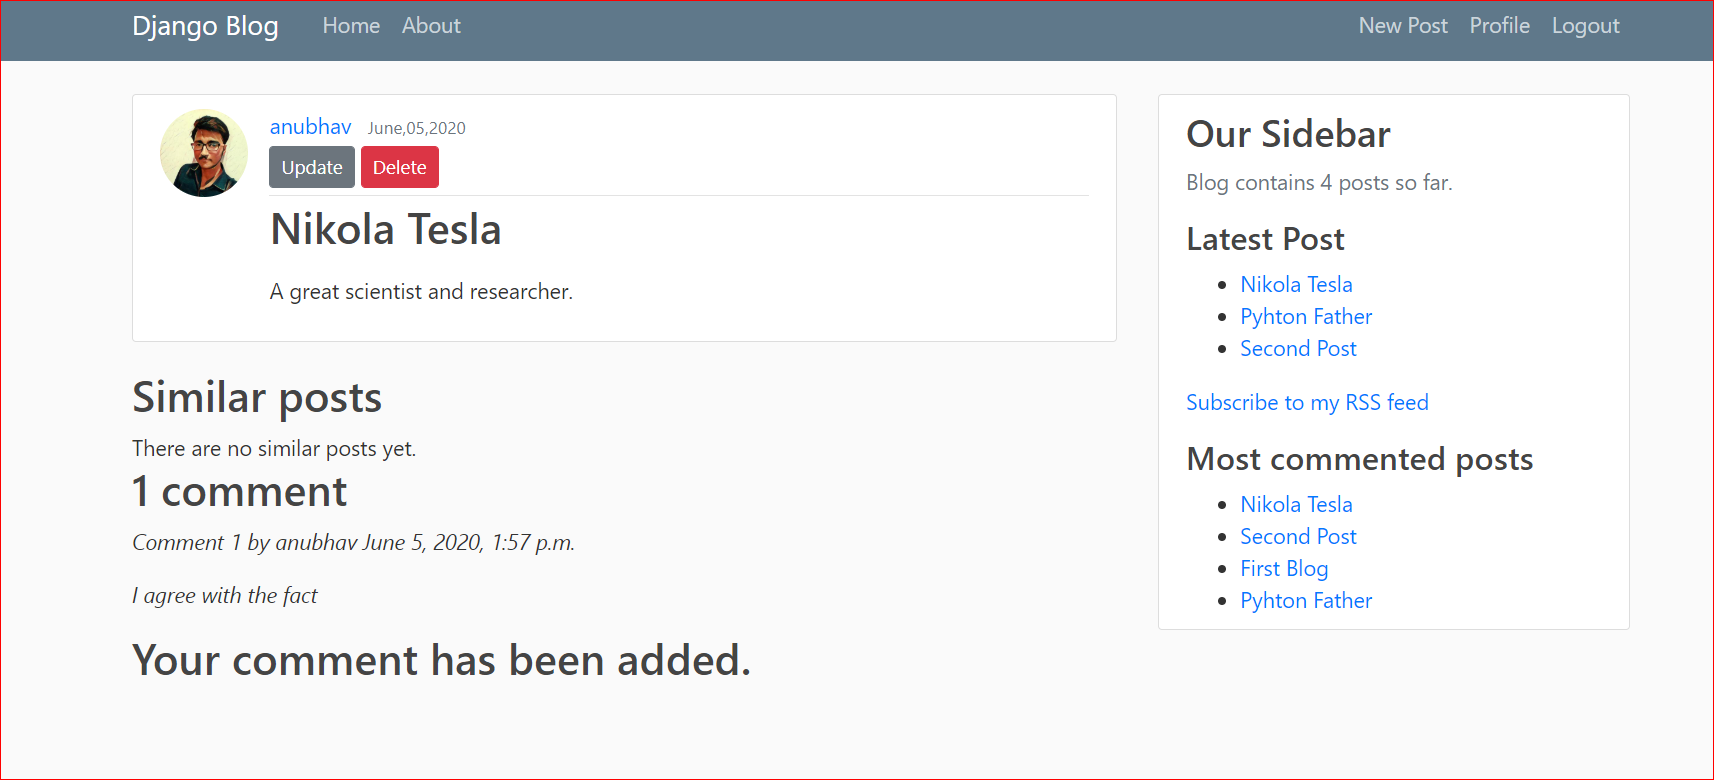 Django Blog Home About New Post Profile Logout
anubhav June,05,2020
Update Delete
Nikola Tesla
A great scientist and researcher.
Similar posts
There are no similar posts yet.
1 comment
Comment 1 by anubhav June 5, 2020, 1:57 p.m.
I agree with the fact
Your comment has been added.
Our Sidebar
Blog contains 4 posts so far.
Latest Post
Nikola Tesla
Pyhton Father
Second Post
Subscribe to my RSS feed
Most commented posts
Nikola Tesla
Second Post
First Blog
Pyhton Father